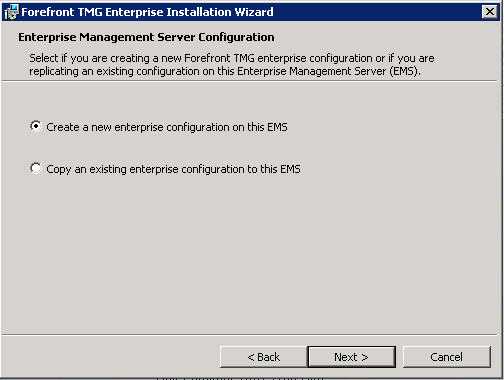 Forefront TMG Enterprise Installation Wizard
Enterprise Management Server Configuration
Select if you are creating a new Forefront TMG enterprise configuration or if you are
replicating an existing configuration on this Enterprise Management Server (EMS).
Create a new enterprise configuration on this EMS
Copy an existing enterprise configuration to this EMS
< Back Next > Cancel